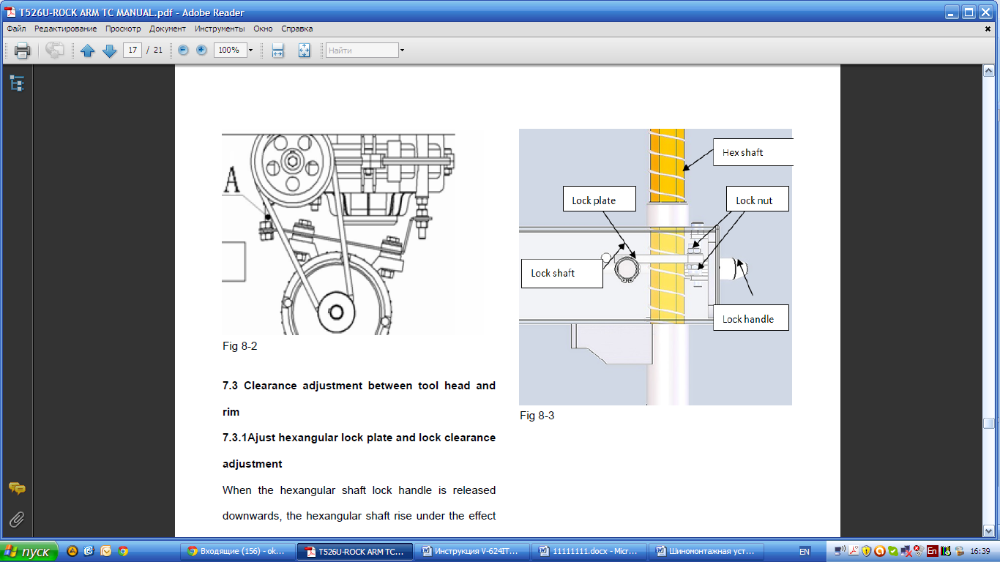 T526U-ROCK ARM TC MANUAL.pdf - Adobe Reader
Файл Редактирование Просмотр Документ Инструменты Окно Справка
17 / 21 100% Найти
A
Fig 8-2
7.3 Clearance adjustment between tool head and
rim
7.3.1Ajust hexangular lock plate and lock clearance
adjustment
When the hexangular shaft lock handle is released
downwards, the hexangular shaft rise under the effect
Hex shaft
Lock plate
Lock nut
Lock shaft
Lock handle
Fig 8-3
пуск Входящие (156) - ok... T526U-ROCK ARM TC... Инструкция V-624IT... 11111111.docx - Micr... Шиномонтажная уст... EN En 16:39